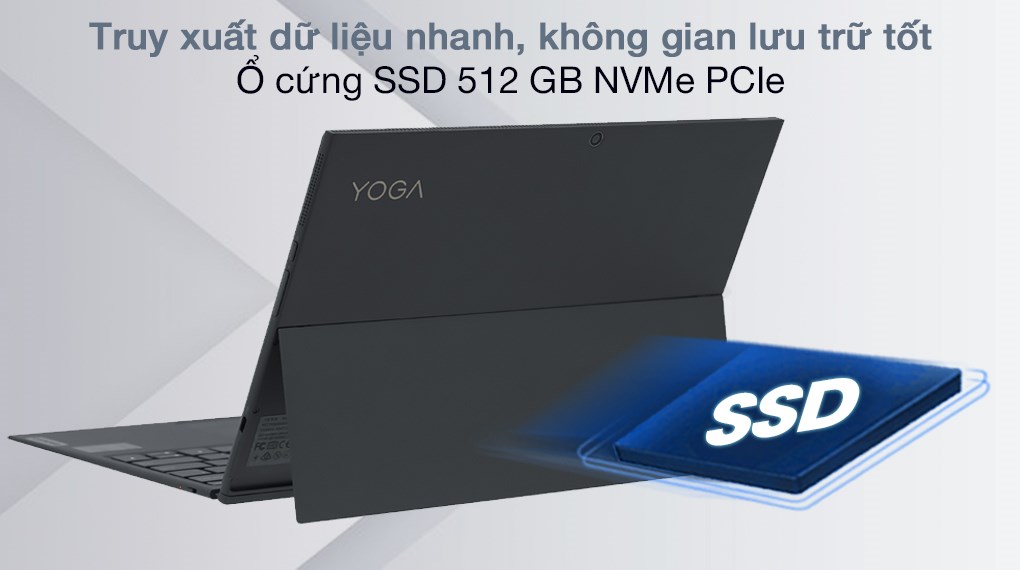 Truy xuất dữ liệu nhanh, không gian lưu trữ tốt
Ổ cứng SSD 512 GB NVMe PCIe
YOGA
SSD